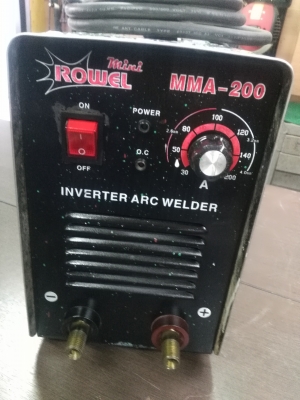 Mini
ROWEL
MMA-200
ON
POWER
OFF
D.C
100
80
120
50
140
30
200
A
INVERTER ARC WELDER
−
+